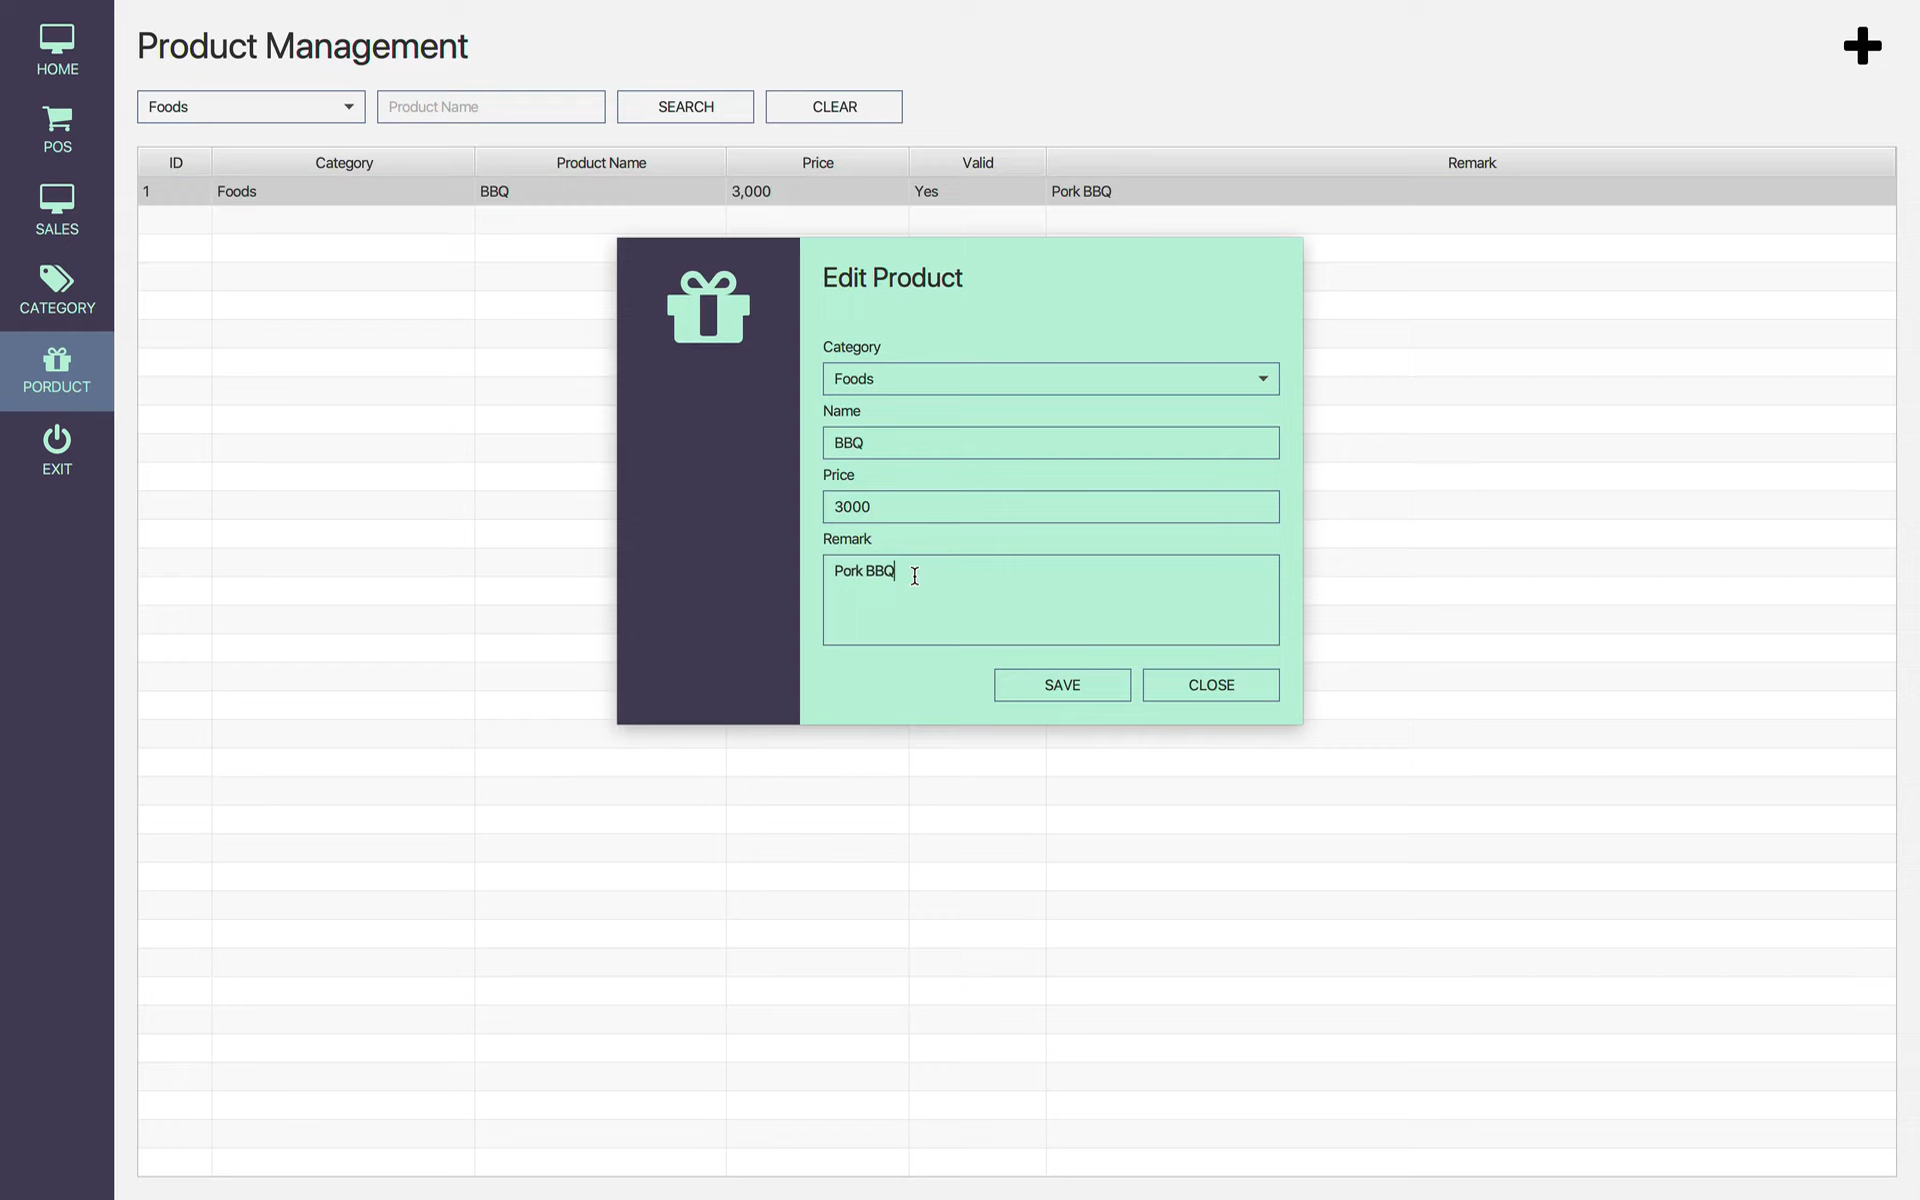 HOME
POS
SALES
CATEGORY
PORDUCT
EXIT
Product Management
Foods
Product Name
SEARCH
CLEAR
ID Category Product Name Price Valid Remark
1 Foods BBQ 3,000 Yes Pork BBQ
Edit Product
Category
Foods
Name
BBQ
Price
3000
Remark
Pork BBQ
SAVE
CLOSE